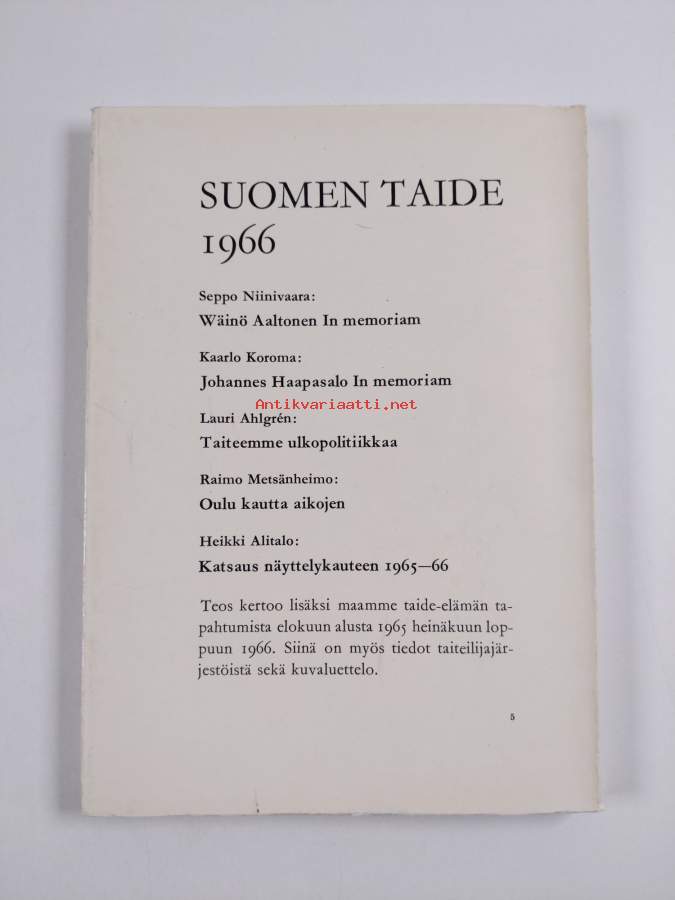 SUOMEN TAIDE
1966
Seppo Niinivaara:
Wäinö Aaltonen In memoriam
Kaarlo Koroma:
Johannes Haapasalo In memoriam
Antikvariaatti.net
Lauri Ahlgrén:
Taiteemme ulkopolitiikkaa
Raimo Metsänheimo:
Oulu kautta aikojen
Heikki Alitalo:
Katsaus näyttelykauteen 1965—66
Teos kertoo lisäksi maamme taide-elämän ta-
pahtumista elokuun alusta 1965 heinäkuun lop-
puun 1966. Siinä on myös tiedot taiteilijajär-
jestöistä sekä kuvaluettelo.
5